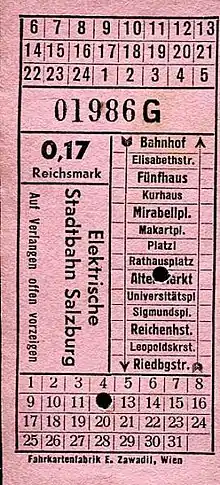 6 7 8 9 10 11 12 13
14 15 16 17 18 19 20 21
22 23 24 1 2 3 4 5
01986 G
0,17
Reichsmark
Elektrische
Stadtbahn Salzburg
Auf Verlangen offen vorzeigen
Bahnhof
Elisabethstr.
Fünfhaus
Kurhaus
Mirabellpl.
Makartpl.
Platzl
Rathausplatz
Alter Markt
Universitätspl
Sigmundspl.
Reichenhst.
Leopoldskrst.
Riedbgstr.
1 2 3 4 5 6 7 8
9 10 11 13 14 15 16
17 18 19 20 21 22 23 24
25 26 27 28 29 30 31
Fahrkartenfabrik E. Zawadil, Wien